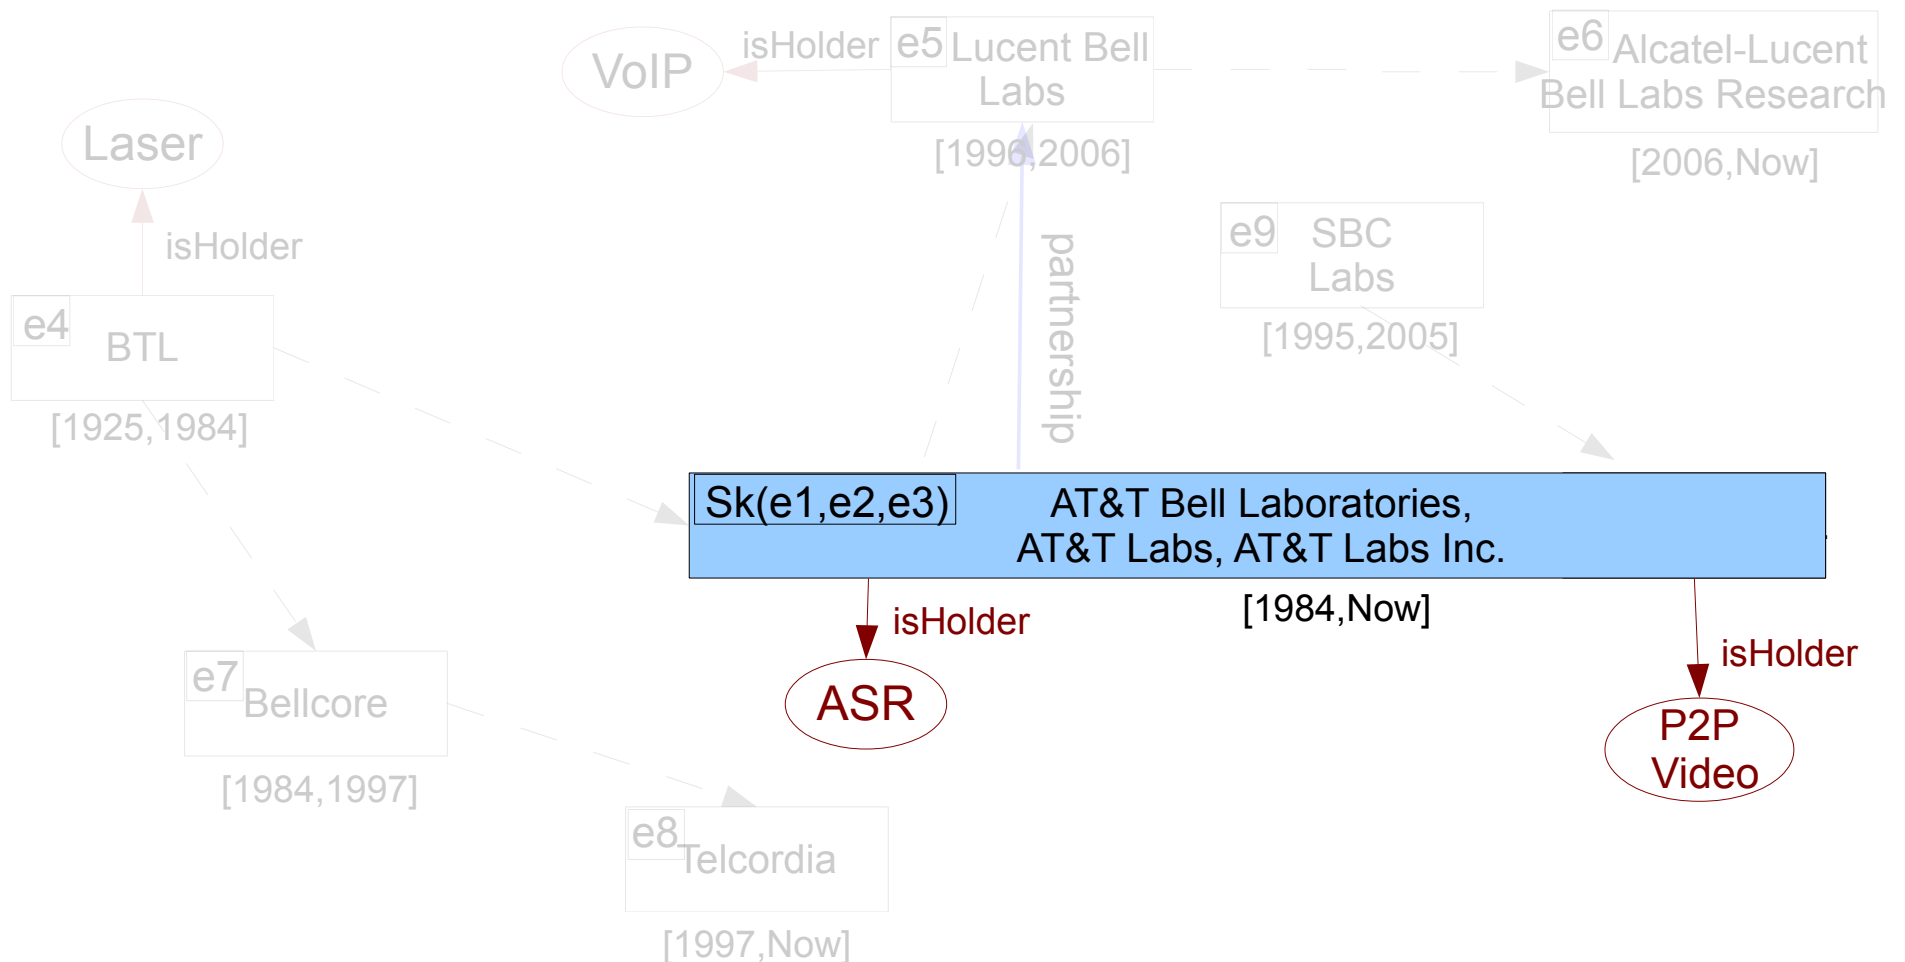 isHolder
e5
Lucent Bell
Labs
[1996,2006]
VoIP
e6
Alcatel-Lucent
Bell Labs Research
[2006,Now]
Laser
isHolder
e9
SBC
Labs
[1995,2005]
partnership
e4
BTL
[1925,1984]
Sk(e1,e2,e3)
AT&T Bell Laboratories,
AT&T Labs, AT&T Labs Inc.
[1984,Now]
isHolder
ASR
isHolder
P2P
Video
e7
Bellcore
[1984,1997]
e8
Telcordia
[1997,Now]